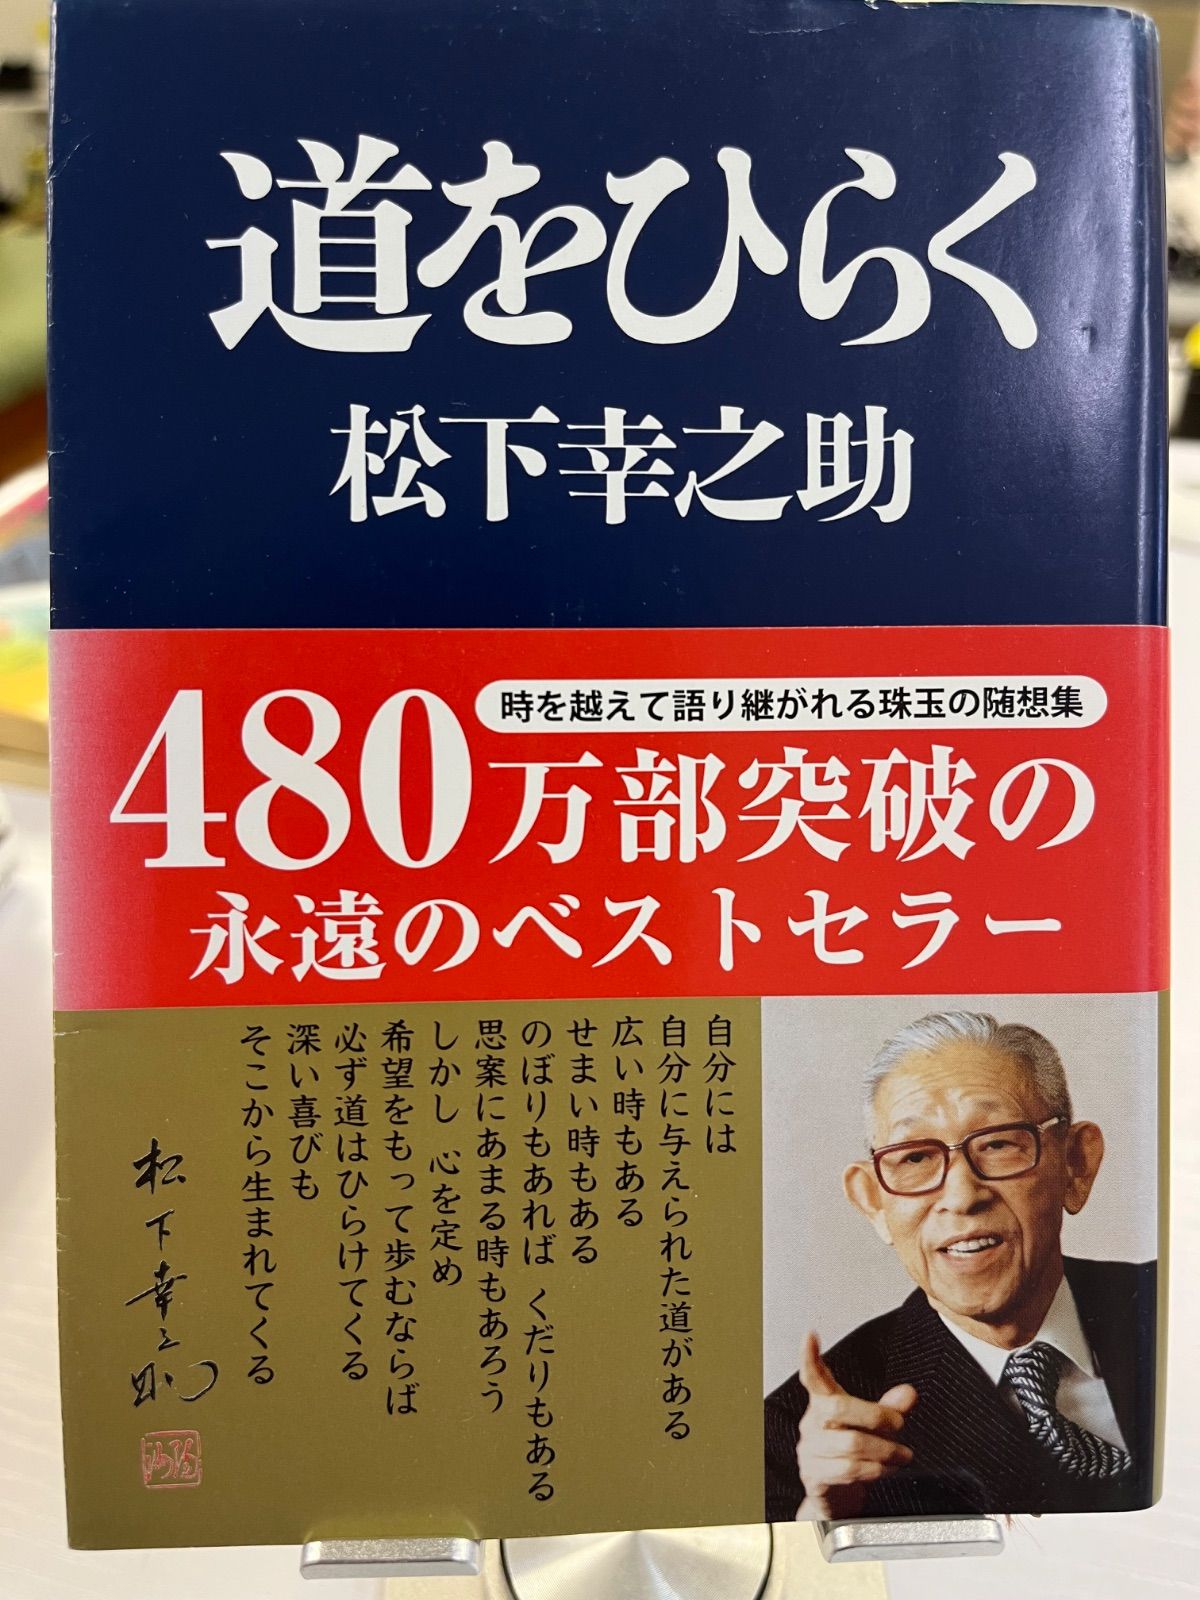 道をひらく
松下幸之助
時を越えて語り継がれる珠玉の随想集
480万部突破の
永遠のベストセラー
自分には
自分に与えられた道がある
広い時もある
せまい時もある
のぼりもあれば くだりもある
思案にあまる時もあろう
しかし 心を定め
希望をもって歩むならば
必ず道はひらけてくる
深い喜びも
そこから生まれてくる
松下幸之助